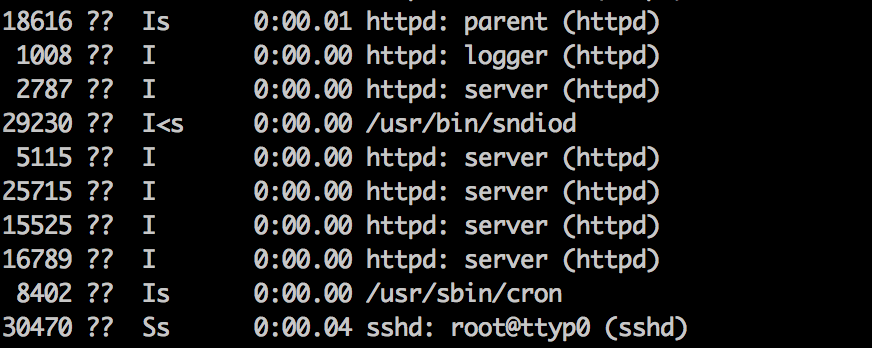 18616 ??  Is      0:00.01 httpd: parent (httpd)
 1008 ??  I       0:00.00 httpd: logger (httpd)
 2787 ??  I       0:00.00 httpd: server (httpd)
29230 ??  I<s     0:00.00 /usr/bin/sndiod
 5115 ??  I       0:00.00 httpd: server (httpd)
25715 ??  I       0:00.00 httpd: server (httpd)
15525 ??  I       0:00.00 httpd: server (httpd)
16789 ??  I       0:00.00 httpd: server (httpd)
 8402 ??  Is      0:00.00 /usr/sbin/cron
30470 ??  Ss      0:00.04 sshd: root@ttyp0 (sshd)